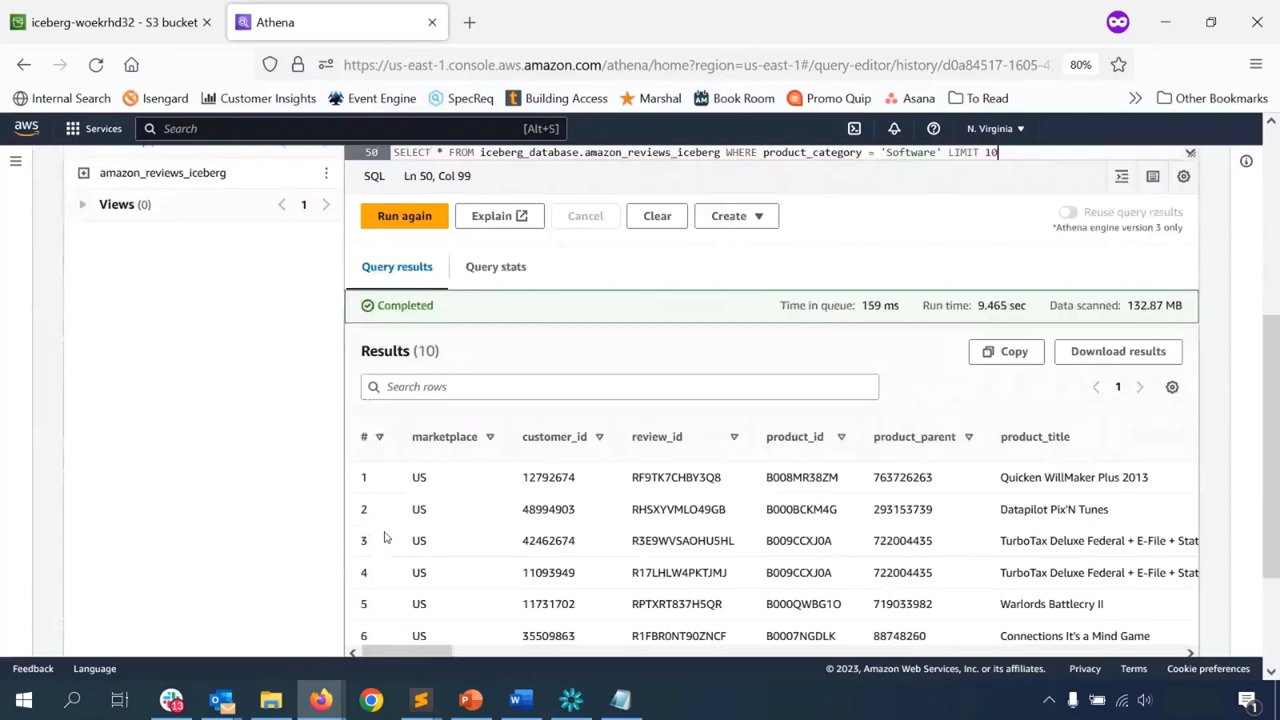 iceberg-woekrhd32 - S3 bucket
Athena
https://us-east-1.console.aws.amazon.com/athena/home?region=us-east-1#/query-editor/history/d0a84517-1605-4
80%
Internal Search
Isengard
Customer Insights
Event Engine
SpecReq
Building Access
Marshal
Book Room
Promo Quip
Asana
To Read
Other Bookmarks
aws
Services
Search
[Alt+S]
N. Virginia
amazon_reviews_iceberg
Views (0)
1
50 SELECT * FROM iceberg_database.amazon_reviews_iceberg WHERE product_category = 'Software' LIMIT 10
SQL Ln 50, Col 99
Run again
Explain
Cancel
Clear
Create
Reuse query results
*Athena engine version 3 only
Query results
Query stats
Completed
Time in queue: 159 ms
Run time: 9.465 sec
Data scanned: 132.87 MB
Results (10)
Copy
Download results
Search rows
1
# marketplace customer_id review_id product_id product_parent product_title
1 US 12792674 RF9TK7CHBY3Q8 B008MR38ZM 763726263 Quicken WillMaker Plus 2013
2 US 48994903 RHSXYVMLO49GB B000BCKM4G 293153739 Datapilot Pix'N Tunes
3 US 42462674 R3E9WVSAOHU5HL B009CCXJ0A 722004435 TurboTax Deluxe Federal + E-File + Stat
4 US 11093949 R17LHLW4PKTJMJ B009CCXJ0A 722004435 TurboTax Deluxe Federal + E-File + Stat
5 US 11731702 RPTXRT837H5QR B000QWBG1O 719033982 Warlords Battlecry II
6 US 35509863 R1FBR0NT90ZNCF B0007NGDLK 88748260 Connections It's a Mind Game
Feedback
Language
© 2023, Amazon Web Services, Inc. or its affiliates.
Privacy
Terms
Cookie preferences
13
1